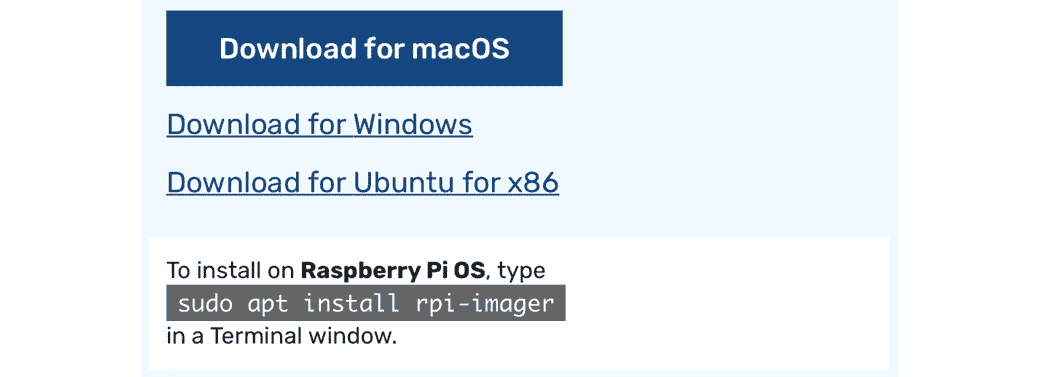 Download for macOS
Download for Windows
Download for Ubuntu for x86
To install on Raspberry Pi OS, type
sudo apt install rpi-imager
in a Terminal window.